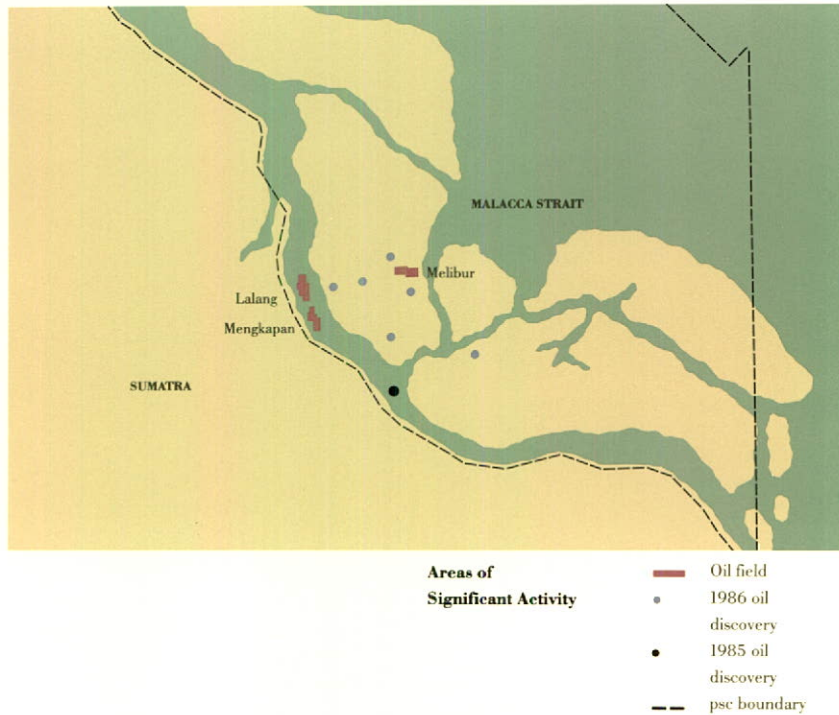 MALACCA STRAIT
Melibur
Lalang
Mengkapan
SUMATRA
Areas of
Significant Activity
Oil field
1986 oil
discovery
1985 oil
discovery
psc boundary